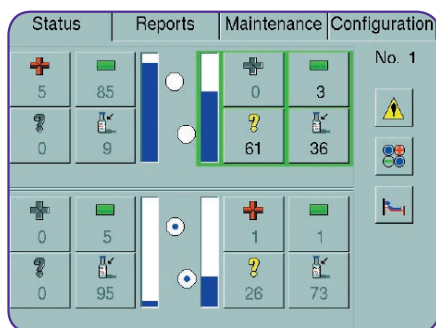 Status Reports Maintenance Configuration
No. 1
5 85 0 3
0 9 61 36
0 5 1 1
0 95 26 73